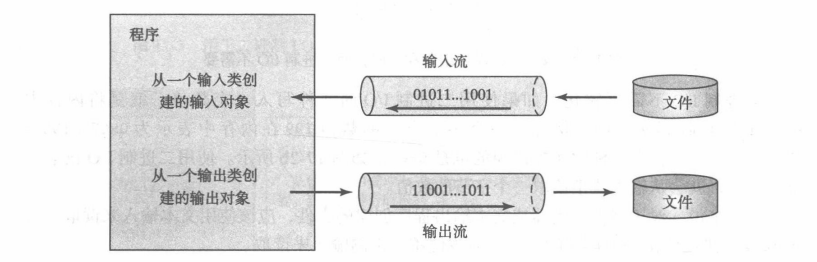 程序
从一个输入类创
建的输入对象
输入流
01011...1001
文件
从一个输出类创
建的输出对象
11001...1011
输出流
文件